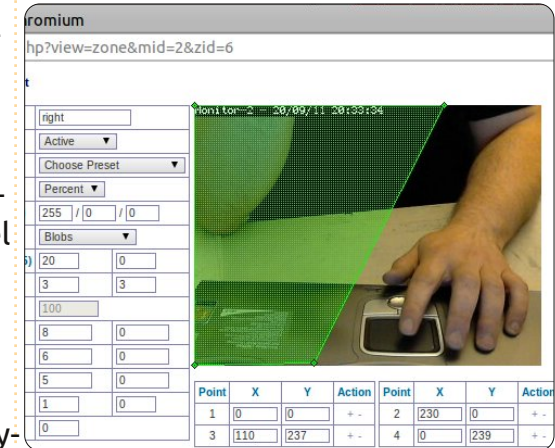 romium
hp?view=zone&mid=2&zid=6
t
right
Active
Choose Preset
Percent
255 / 0 / 0
Blobs
) 20 0
3 3
100
8 0
6 0
5 0
1 0
0
Monitor-2 - 20/09/11 20:33:34
Point X Y Action Point X Y Action
1 0 0 + - 2 230 0 + -
3 110 237 + - 4 0 239 + -
l
y-